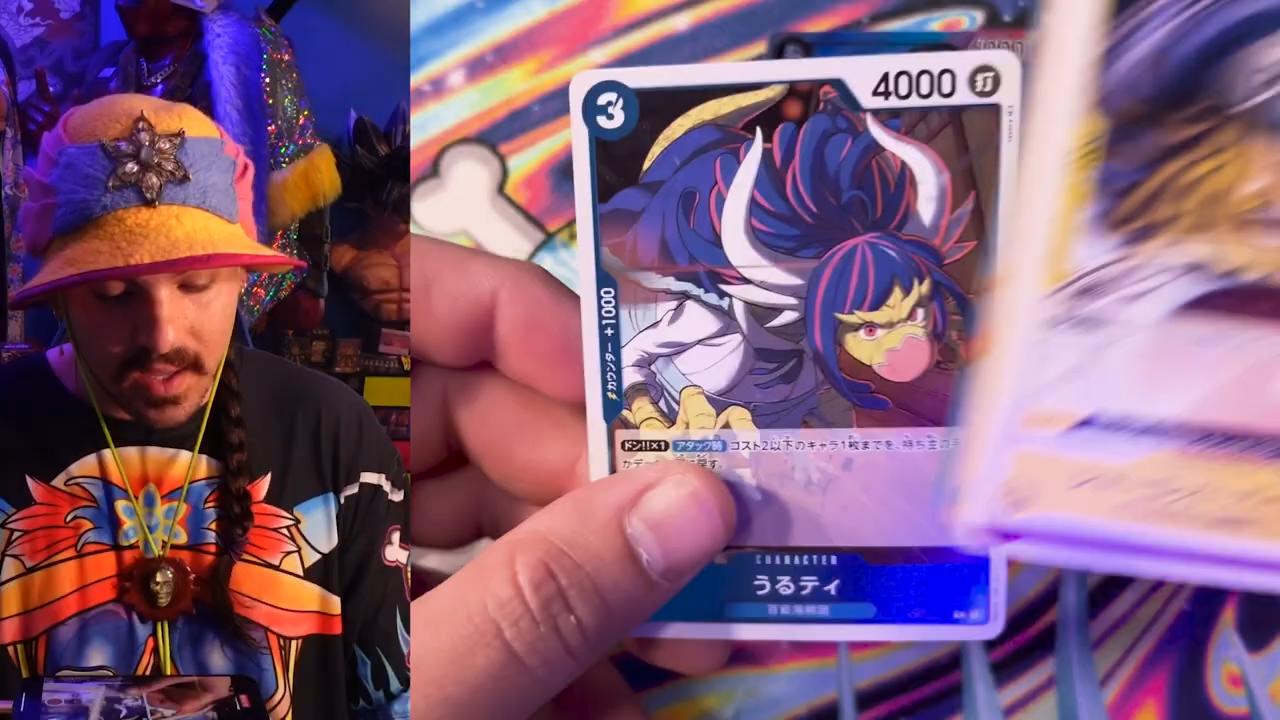 3
4000 打
カウンター +1000
ドン!!×1 アタック時 コスト2以下のキャラ1枚までを、持ち主の
CHARACTER
うるティ
百獣海賊団